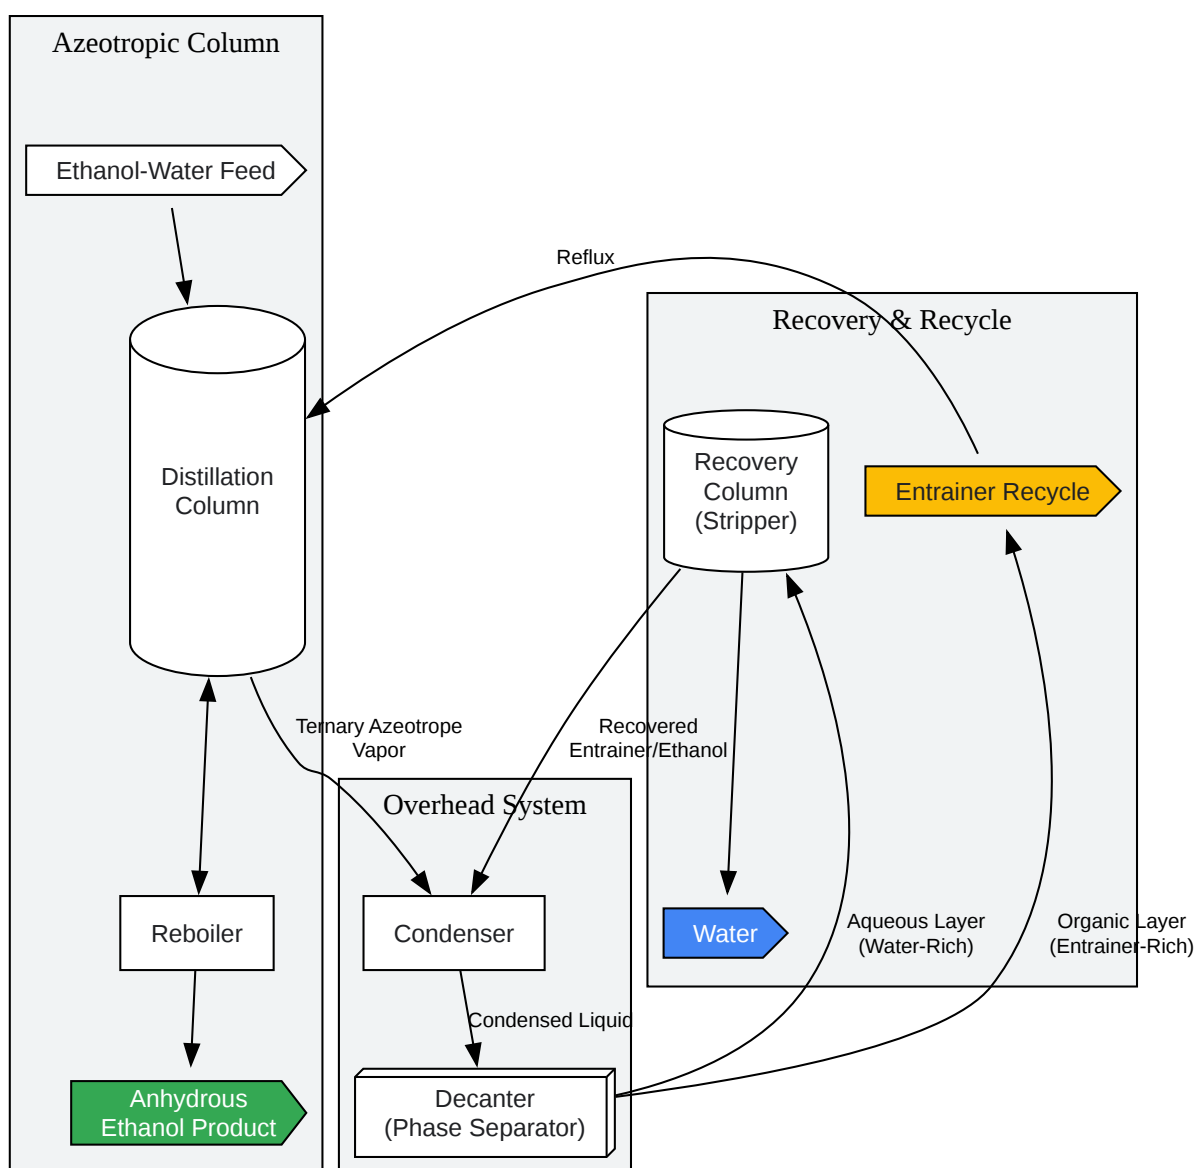 Azeotropic Column
Ethanol-Water Feed
Reflux
Recovery & Recycle
Distillation
Column
Recovery
Column
(Stripper)
Entrainer Recycle
Ternary Azeotrope
Vapor
Recovered
Entrainer/Ethanol
Overhead System
Reboiler
Condenser
Water
Aqueous Layer
(Water-Rich)
Organic Layer
(Entrainer-Rich)
Condensed Liquid
Anhydrous
Ethanol Product
Decanter
(Phase Separator)